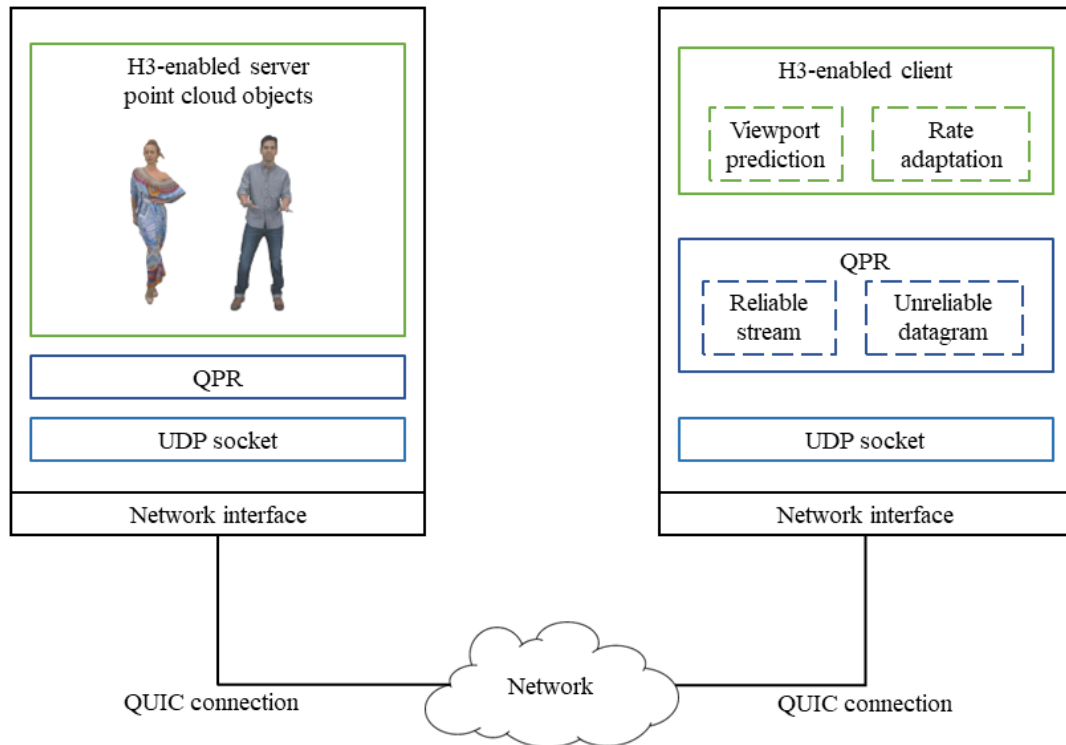 H3-enabled server
point cloud objects
QPR
UDP socket
Network interface
H3-enabled client
Viewport
prediction
Rate
adaptation
QPR
Reliable
stream
Unreliable
datagram
UDP socket
Network interface
Network
QUIC connection
QUIC connection